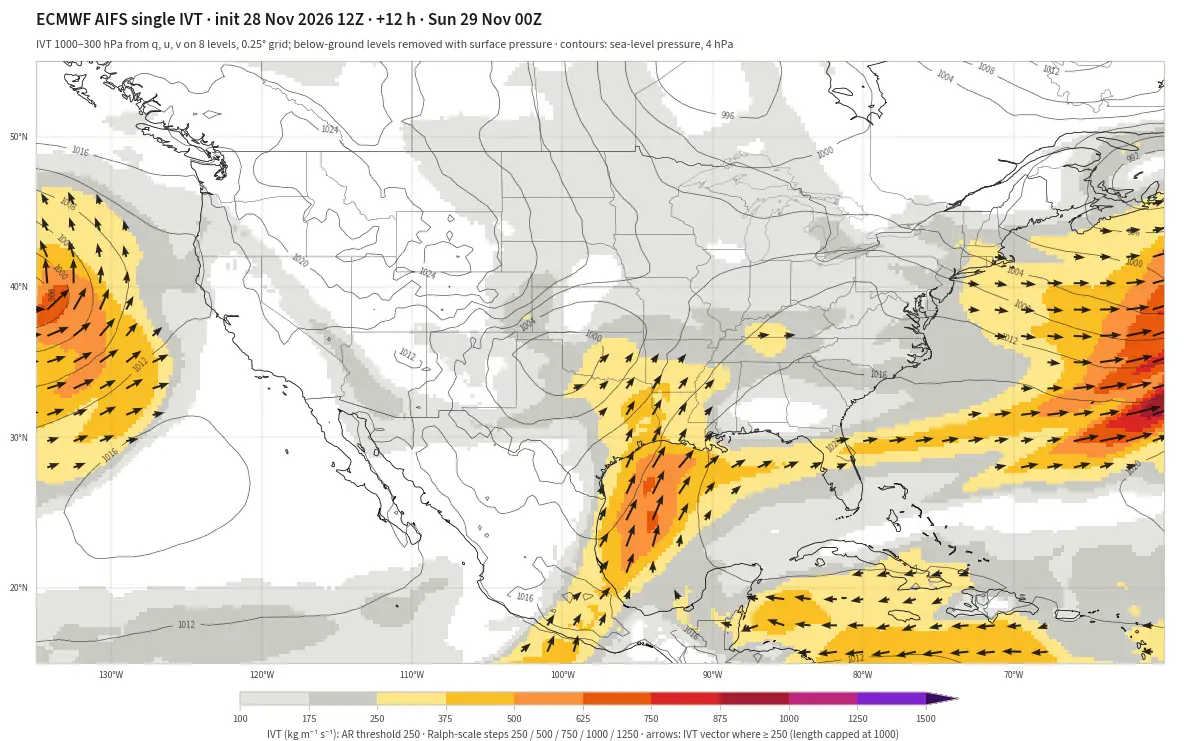 ECMWF AIFS single IVT · init 28 Nov 2026 12Z · +12 h · Sun 29 Nov 00Z
IVT 1000–300 hPa from q, u, v on 8 levels, 0.25° grid; below-ground levels removed with surface pressure · contours: sea-level pressure, 4 hPa
1004
1008
1012
996
1024
1000
50°N
1016
992
1008
1020
1000
1024
1004
1000
40°N
1008
1004
1000
1012
1012
1012
1016
30°N
1016
1020
1020
20°N
1016
1012
1016
1012
130°W
120°W
110°W
100°W
90°W
80°W
70°W
100
175
250
375
500
625
750
875
1000
1250
1500
IVT (kg m⁻¹ s⁻¹): AR threshold 250 · Ralph-scale steps 250 / 500 / 750 / 1000 / 1250 · arrows: IVT vector where ≥ 250 (length capped at 1000)